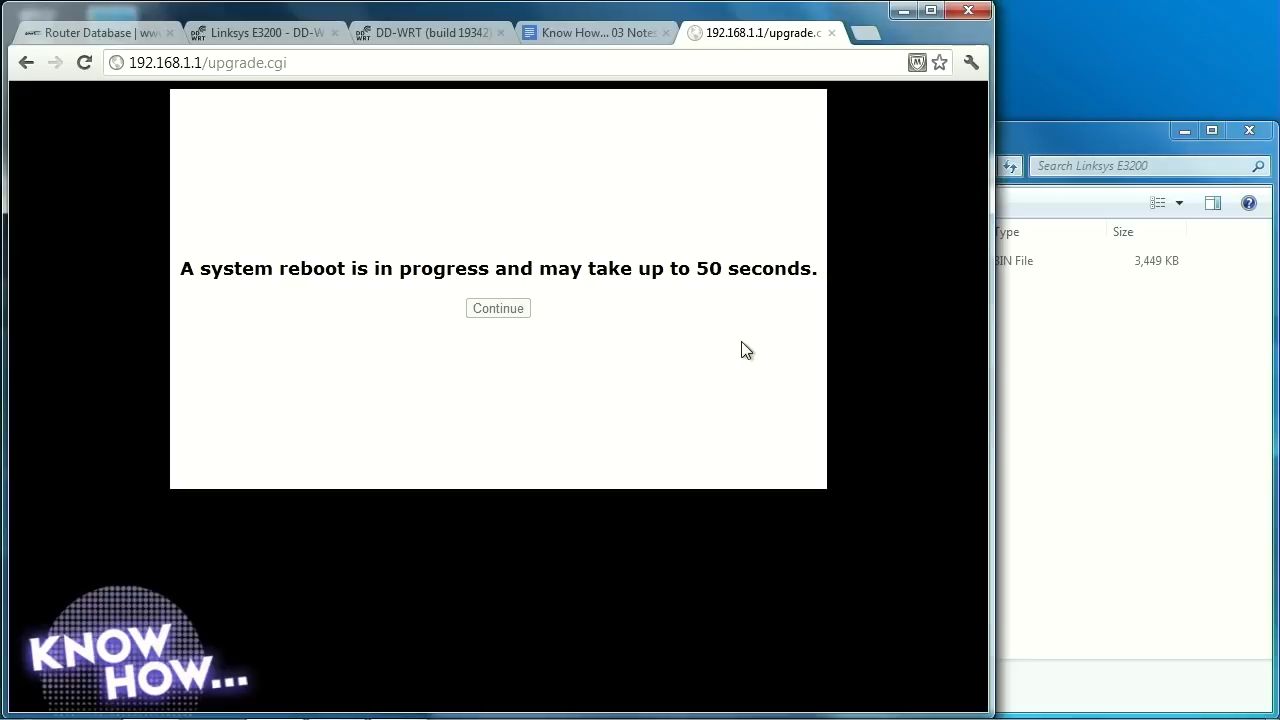 Router Database | ww
Linksys E3200 - DD-W
DD-WRT (build 19342)
Know How... 03 Notes
192.168.1.1/upgrade.c
192.168.1.1/upgrade.cgi
Search Linksys E3200
Type
Size
BIN File
3,449 KB
A system reboot is in progress and may take up to 50 seconds.
Continue
KNOW
HOW...